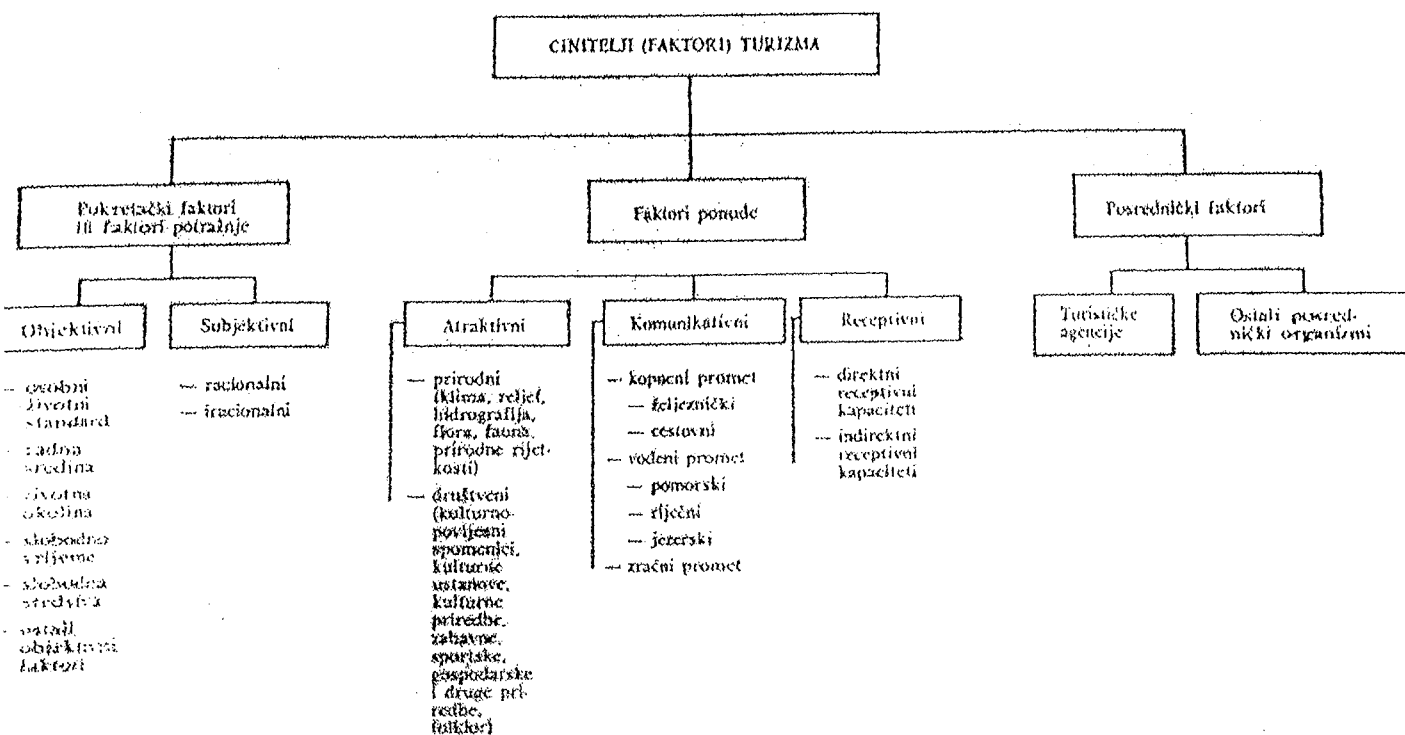 CINITELJI (FAKTORI) TURIZMA
Pokretački faktori
ili faktori potražnje
Faktori ponude
Posrednički faktori
Objektivni
Subjektivni
Atraktivni
Komunikativni
Receptivni
Turističke
agencije
Ostali posred-
nički organizmi
— osobni
životni
standard
— radna
sredina
— životna
okolina
— slobodno
vrijeme
— slobodna
sredstva
— ostali
objektivni
faktori
— racionalni
— iracionalni
— prirodni
(klima, reljef,
hidrografija,
flora, fauna,
prirodne rijet-
kosti)
— društveni
(kulturno-
povijesni
spomenici,
kulturne
ustanove,
kulturne
priredbe,
zabavne,
sportske,
gospodarske
i druge pri-
redbe,
folklor)
— kopneni promet
— željeznički
— cestovni
— vodeni promet
— pomorski
— riječni
— jezerski
— zračni promet
— direktni
receptivni
kapaciteti
— indirektni
receptivni
kapaciteti